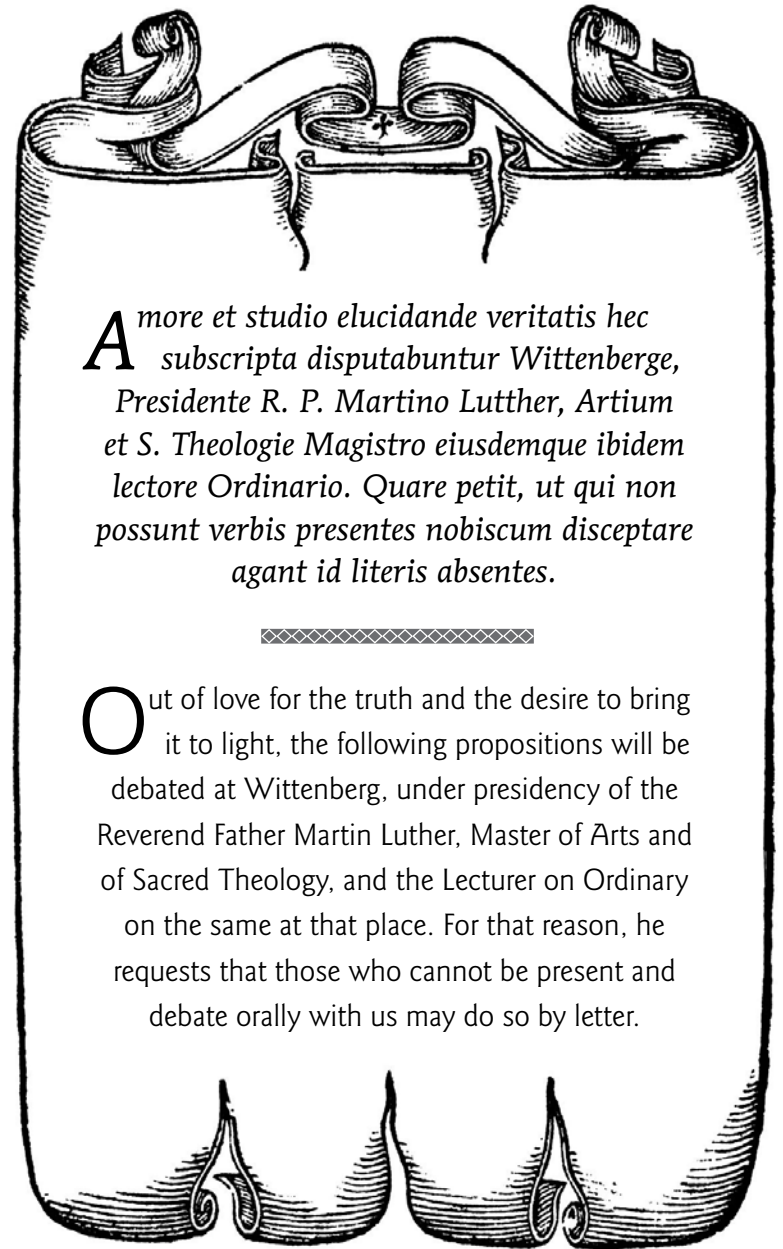 Amore et studio elucidande veritatis hec
subscripta disputabuntur Wittenberge,
Presidente R. P. Martino Lutther, Artium
et S. Theologie Magistro eiusdemque ibidem
lectore Ordinario. Quare petit, ut qui non
possunt verbis presentes nobiscum disceptare
agant id literis absentes.
Out of love for the truth and the desire to bring
it to light, the following propositions will be
debated at Wittenberg, under presidency of the
Reverend Father Martin Luther, Master of Arts and
of Sacred Theology, and the Lecturer on Ordinary
on the same at that place. For that reason, he
requests that those who cannot be present and
debate orally with us may do so by letter.